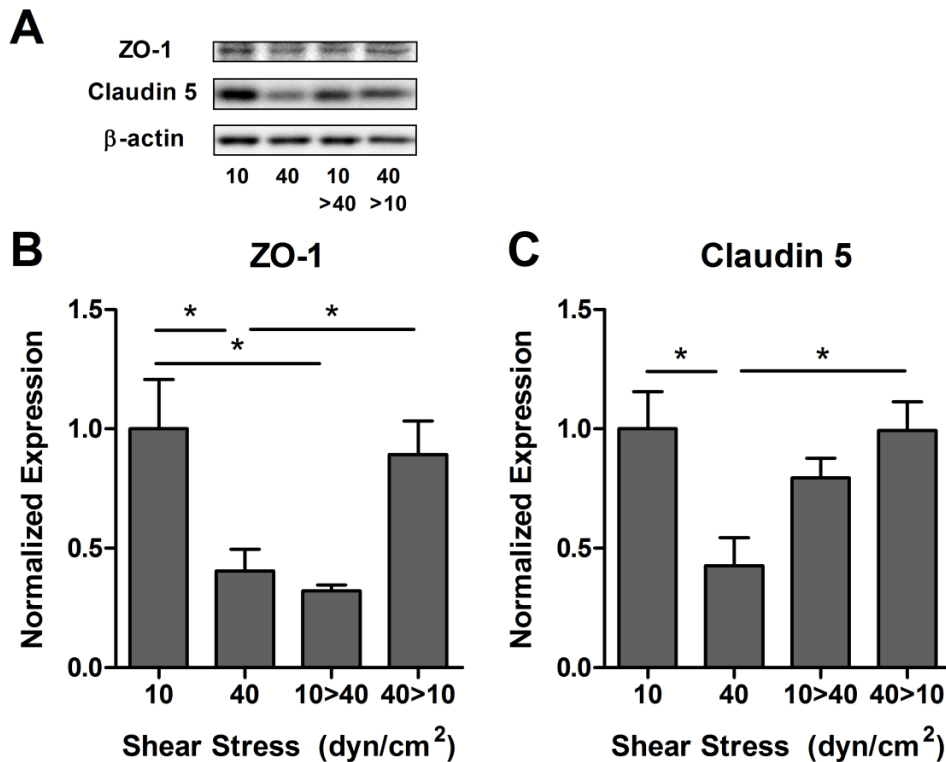 A
ZO-1
Claudin 5
β-actin
10 40 10 40
>40 >10
B ZO-1
1.5
1.0
0.5
0.0
Normalized Expression
* *
*
10 40 10>40 40>10
Shear Stress (dyn/cm²)
C Claudin 5
1.5
1.0
0.5
0.0
Normalized Expression
* *
10 40 10>40 40>10
Shear Stress (dyn/cm²)